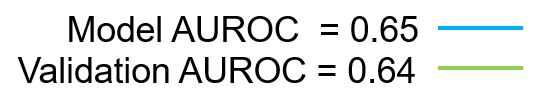 Model AUROC = 0.65
Validation AUROC = 0.64